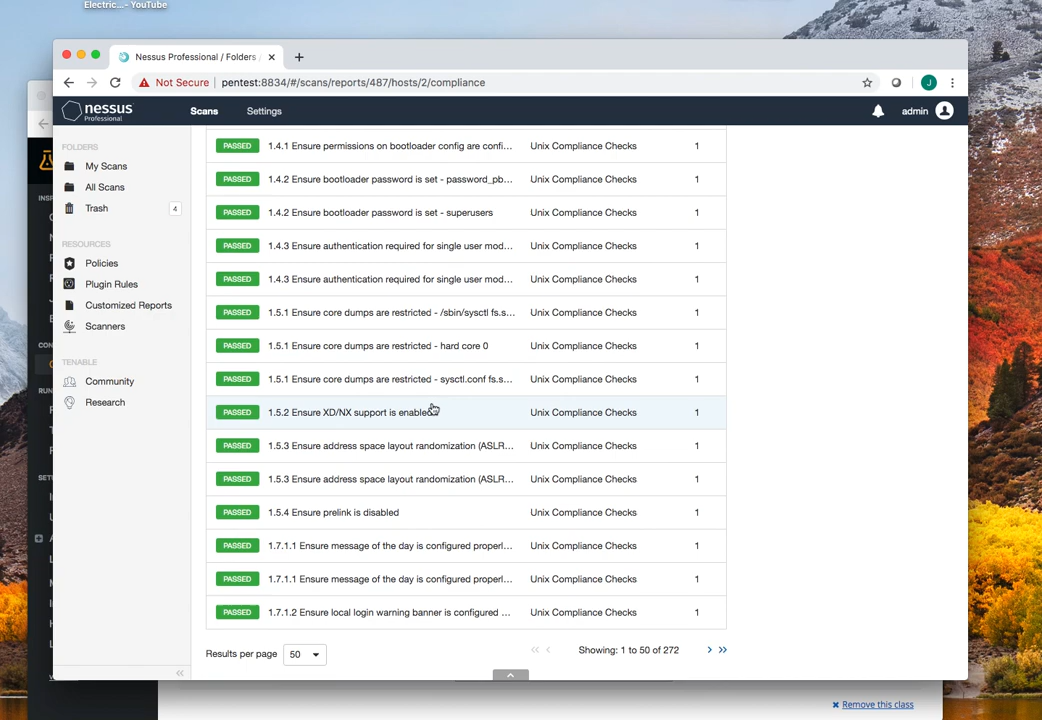 Electric...- YouTube
Nessus Professional / Folders /
Not Secure pentest:8834/#/scans/reports/487/hosts/2/compliance
nessus Professional Scans Settings admin
FOLDERS
My Scans
All Scans
Trash 4
RESOURCES
Policies
Plugin Rules
Customized Reports
Scanners
TENABLE
Community
Research
PASSED 1.4.1 Ensure permissions on bootloader config are confi... Unix Compliance Checks 1
PASSED 1.4.2 Ensure bootloader password is set - password_pb... Unix Compliance Checks 1
PASSED 1.4.2 Ensure bootloader password is set - superusers Unix Compliance Checks 1
PASSED 1.4.3 Ensure authentication required for single user mod... Unix Compliance Checks 1
PASSED 1.4.3 Ensure authentication required for single user mod... Unix Compliance Checks 1
PASSED 1.5.1 Ensure core dumps are restricted - /sbin/sysctl fs.s... Unix Compliance Checks 1
PASSED 1.5.1 Ensure core dumps are restricted - hard core 0 Unix Compliance Checks 1
PASSED 1.5.1 Ensure core dumps are restricted - sysctl.conf fs.s... Unix Compliance Checks 1
PASSED 1.5.2 Ensure XD/NX support is enabled Unix Compliance Checks 1
PASSED 1.5.3 Ensure address space layout randomization (ASLR... Unix Compliance Checks 1
PASSED 1.5.3 Ensure address space layout randomization (ASLR... Unix Compliance Checks 1
PASSED 1.5.4 Ensure prelink is disabled Unix Compliance Checks 1
PASSED 1.7.1.1 Ensure message of the day is configured properl... Unix Compliance Checks 1
PASSED 1.7.1.1 Ensure message of the day is configured properl... Unix Compliance Checks 1
PASSED 1.7.1.2 Ensure local login warning banner is configured ... Unix Compliance Checks 1
Results per page 50 Showing: 1 to 50 of 272
Remove this class